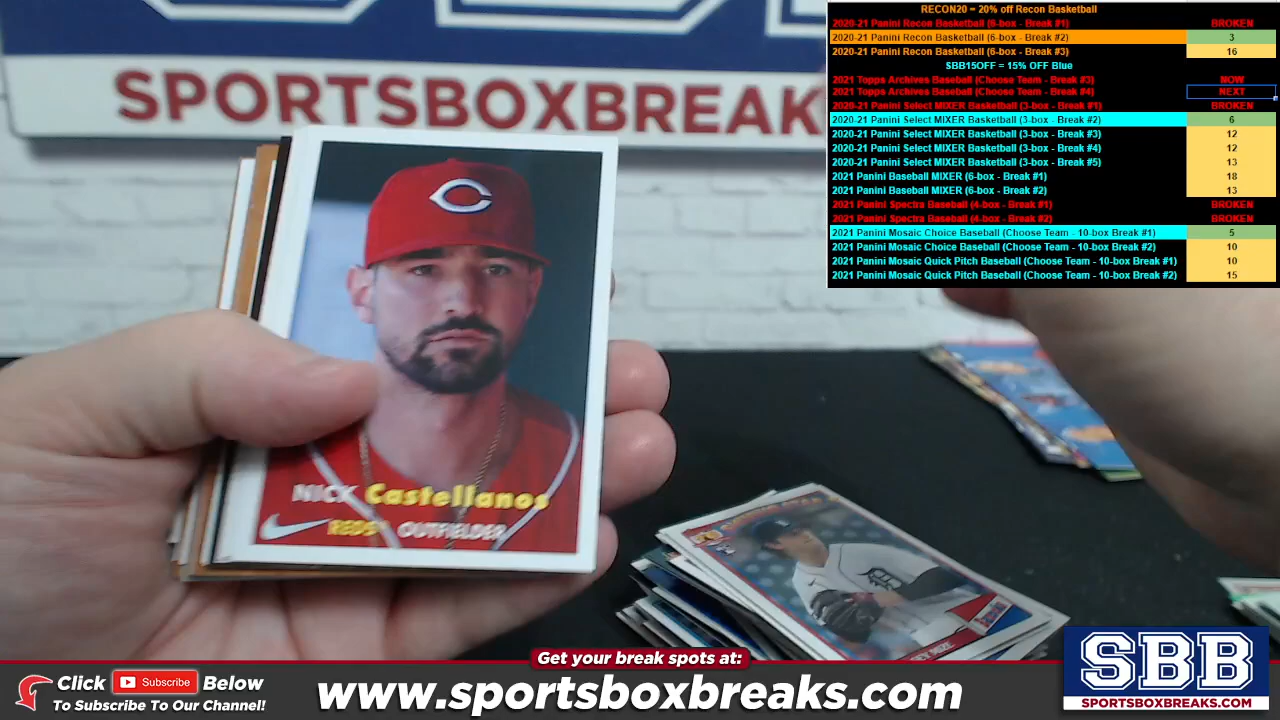 RECON20 = 20% off Recon Basketball
2020-21 Panini Recon Basketball (6-box - Break #1) BROKEN
2020-21 Panini Recon Basketball (6-box - Break #2) 3
2020-21 Panini Recon Basketball (6-box - Break #3) 16
SBB15OFF = 15% OFF Blue
2021 Topps Archives Baseball (Choose Team - Break #3) NOW
2021 Topps Archives Baseball (Choose Team - Break #4) NEXT
2020-21 Panini Select MIXER Basketball (3-box - Break #1) BROKEN
2020-21 Panini Select MIXER Basketball (3-box - Break #2) 6
2020-21 Panini Select MIXER Basketball (3-box - Break #3) 12
2020-21 Panini Select MIXER Basketball (3-box - Break #4) 12
2020-21 Panini Select MIXER Basketball (3-box - Break #5) 13
2021 Panini Baseball MIXER (6-box - Break #1) 18
2021 Panini Baseball MIXER (6-box - Break #2) 13
2021 Panini Spectra Baseball (4-box - Break #1) BROKEN
2021 Panini Spectra Baseball (4-box - Break #2) BROKEN
2021 Panini Mosaic Choice Baseball (Choose Team - 10-box Break #1) 5
2021 Panini Mosaic Choice Baseball (Choose Team - 10-box Break #2) 10
2021 Panini Mosaic Quick Pitch Baseball (Choose Team - 10-box Break #1) 10
2021 Panini Mosaic Quick Pitch Baseball (Choose Team - 10-box Break #2) 15
SPORTSBOXBREAKS
C
NICK Castellanos
REDS OUTFIELDER
D
Get your break spots at:
Click Subscribe Below
To Subscribe To Our Channel!
www.sportsboxbreaks.com
SBB
SPORTSBOXBREAKS.COM